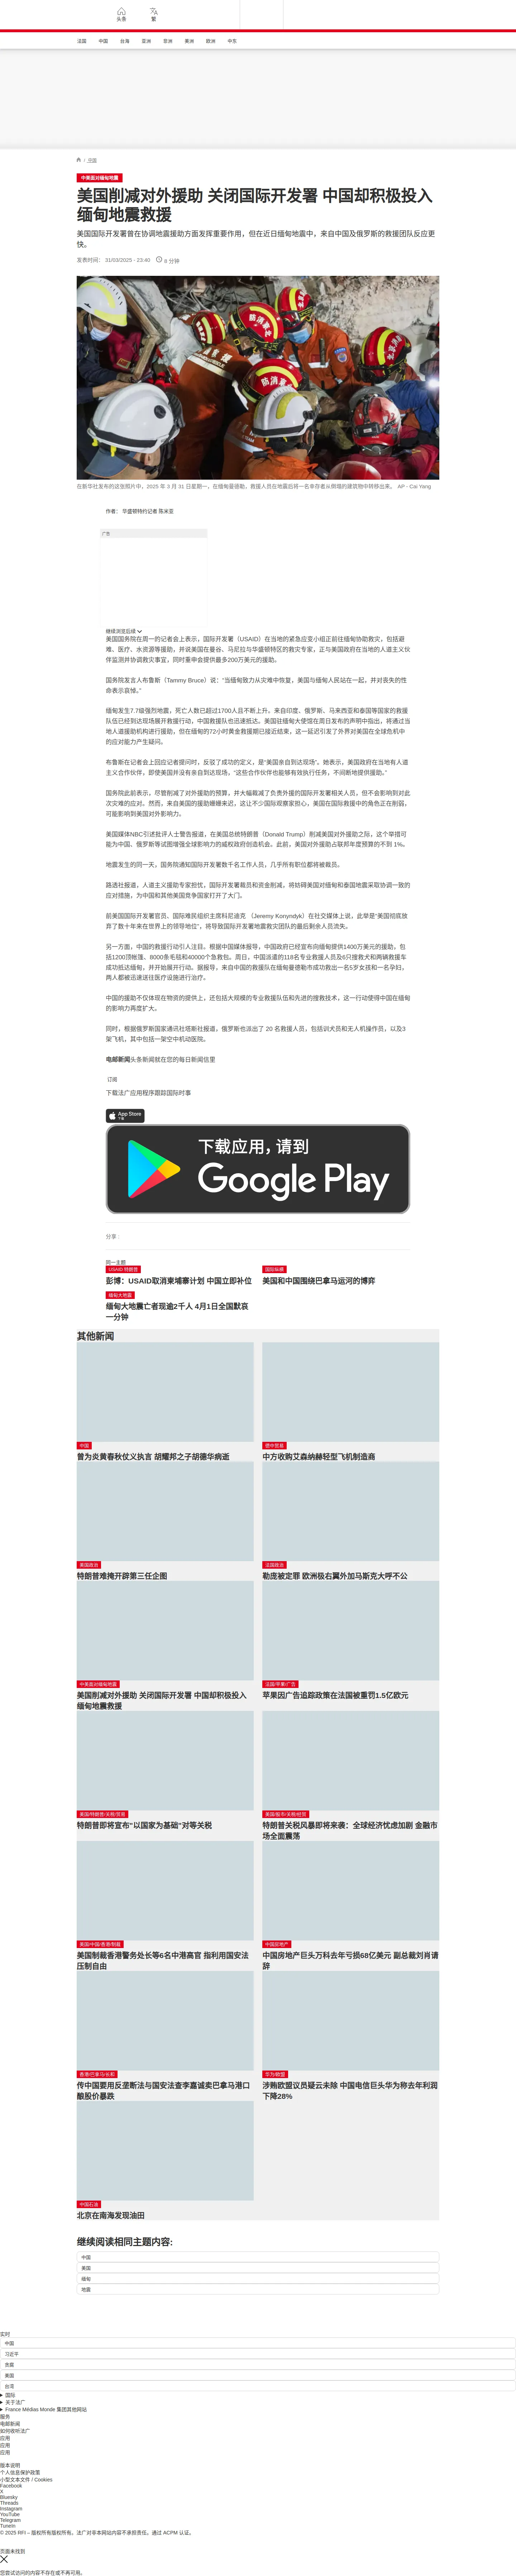 头条
繁
法国
中国
台海
亚洲
非洲
美洲
欧洲
中东
/ 中国
中美面对缅甸地震
美国削减对外援助 关闭国际开发署 中国却积极投入
缅甸地震救援
美国国际开发署曾在协调地震援助方面发挥重要作用，但在近日缅甸地震中，来自中国及俄罗斯的救援团队反应更
快。
发表时间： 31/03/2025 - 23:40
8 分钟
在新华社发布的这张照片中，2025 年 3 月 31 日星期一，在缅甸曼德勒，救援人员在地震后将一名幸存者从倒塌的建筑物中转移出来。 AP - Cai Yang
作者： 华盛顿特约记者 陈米亚
广告
继续浏览后续
美国国务院在周一的记者会上表示，国际开发署（USAID）在当地的紧急应变小组正前往缅甸协助救灾，包括避
难、医疗、水资源等援助，并说美国在曼谷、马尼拉与华盛顿特区的救灾专家，正与美国政府在当地的人道主义伙
伴监测并协调救灾事宜，同时重申会提供最多200万美元的援助。
国务院发言人布鲁斯（Tammy Bruce）说：“当缅甸致力从灾难中恢复，美国与缅甸人民站在一起，并对丧失的性
命表示哀悼。”
缅甸发生7.7级强烈地震，死亡人数已超过1700人且不断上升。来自印度、俄罗斯、马来西亚和泰国等国家的救援
队伍已经到达现场展开救援行动，中国救援队也迅速抵达。美国驻缅甸大使馆在周日发布的声明中指出，将通过当
地人道援助机构进行援助。但在缅甸的72小时黄金救援期已接近结束，这一延迟引发了外界对美国在全球危机中
的应对能力产生疑问。
布鲁斯在记者会上回应记者提问时，反驳了成功的定义，是“美国亲自到达现场”。她表示，美国政府在当地有人道
主义合作伙伴，即使美国并没有亲自到达现场，“这些合作伙伴也能够有效执行任务，不间断地提供援助。”
国务院此前表示，尽管削减了对外援助的预算，并大幅裁减了负责外援的国际开发署相关人员，但不会影响到对此
次灾难的应对。然而，来自美国的援助姗姗来迟，这让不少国际观察家担心，美国在国际救援中的角色正在削弱，
可能影响到美国对外影响力。
美国媒体NBC引述批评人士警告报道，在美国总统特朗普（Donald Trump）削减美国对外援助之际，这个举措可
能为中国、俄罗斯等试图增强全球影响力的威权政府创造机会。此前，美国对外援助占联邦年度预算的不到 1%。
地震发生的同一天，国务院通知国际开发署数千名工作人员，几乎所有职位都将被裁员。
路透社报道，人道主义援助专家担忧，国际开发署裁员和资金削减，将妨碍美国对缅甸和泰国地震采取协调一致的
应对措施，为中国和其他美国竞争国家打开了大门。
前美国国际开发署官员、国际难民组织主席科尼迪克 （Jeremy Konyndyk）在社交媒体上说，此举是“美国彻底放
弃了数十年来在世界上的领导地位”，将导致国际开发署地震救灾团队的最后剩余人员流失。
另一方面，中国的救援行动引人注目。根据中国媒体报导，中国政府已经宣布向缅甸提供1400万美元的援助，包
括1200顶帐篷、8000条毛毯和40000个急救包。周日，中国派遣的118名专业救援人员及6只搜救犬和两辆救援车
成功抵达缅甸，并开始展开行动。据报导，来自中国的救援队在缅甸曼德勒市成功救出一名5岁女孩和一名孕妇，
两人都被迅速送往医疗设施进行治疗。
中国的援助不仅体现在物资的提供上，还包括大规模的专业救援队伍和先进的搜救技术，这一行动使得中国在缅甸
的影响力再度扩大。
同时，根据俄罗斯国家通讯社塔斯社报道，俄罗斯也派出了 20 名救援人员，包括训犬员和无人机操作员，以及3
架飞机，其中包括一架空中机动医院。
电邮新闻头条新闻就在您的每日新闻信里
订阅
下载法广应用程序跟踪国际时事
App Store
下载应用，请到
Google Play
分享 :
同一主题
USAID 特朗普
彭博：USAID取消柬埔寨计划 中国立即补位
国际纵横
美国和中国围绕巴拿马运河的博弈
缅甸大地震
缅甸大地震亡者现逾2千人 4月1日全国默哀
一分钟
其他新闻
中国
曾为炎黄春秋仗义执言 胡耀邦之子胡德华病逝
德中贸易
中方收购艾森纳赫轻型飞机制造商
美国政治
特朗普难掩开辟第三任企图
法国政治
勒庞被定罪 欧洲极右翼外加马斯克大呼不公
中美面对缅甸地震
美国削减对外援助 关闭国际开发署 中国却积极投入
缅甸地震救援
法国/苹果/广告
苹果因广告追踪政策在法国被重罚1.5亿欧元
美国/特朗普/关税/贸易
特朗普即将宣布“以国家为基础”对等关税
美国/股市/关税/经贸
特朗普关税风暴即将来袭：全球经济忧虑加剧 金融市
场全面震荡
美国/中国/香港/制裁
美国制裁香港警务处长等6名中港高官 指利用国安法
压制自由
中国房地产
中国房地产巨头万科去年亏损68亿美元 副总裁刘肖请
辞
香港/巴拿马/长和
传中国要用反垄断法与国安法查李嘉诚卖巴拿马港口
酿股价暴跌
华为/欧盟
涉贿欧盟议员疑云未除 中国电信巨头华为称去年利润
下降28%
中国石油
北京在南海发现油田
继续阅读相同主题内容:
中国
美国
缅甸
地震
实时
中国
习近平
焦躁
美国
台湾
国际
关于法广
France Médias Monde 集团其他网站
服务
电邮新闻
如何收听法广
应用
应用
应用
版本说明
个人信息保护政策
小型文本文件 / Cookies
Facebook
X
Bluesky
Threads
Instagram
YouTube
Telegram
TuneIn
© 2025 RFI – 版权所有版权所有。法广对非本网站内容不承担责任。通过 ACPM 认证。
页面未找到
您尝试访问的内容不存在或不再可用。